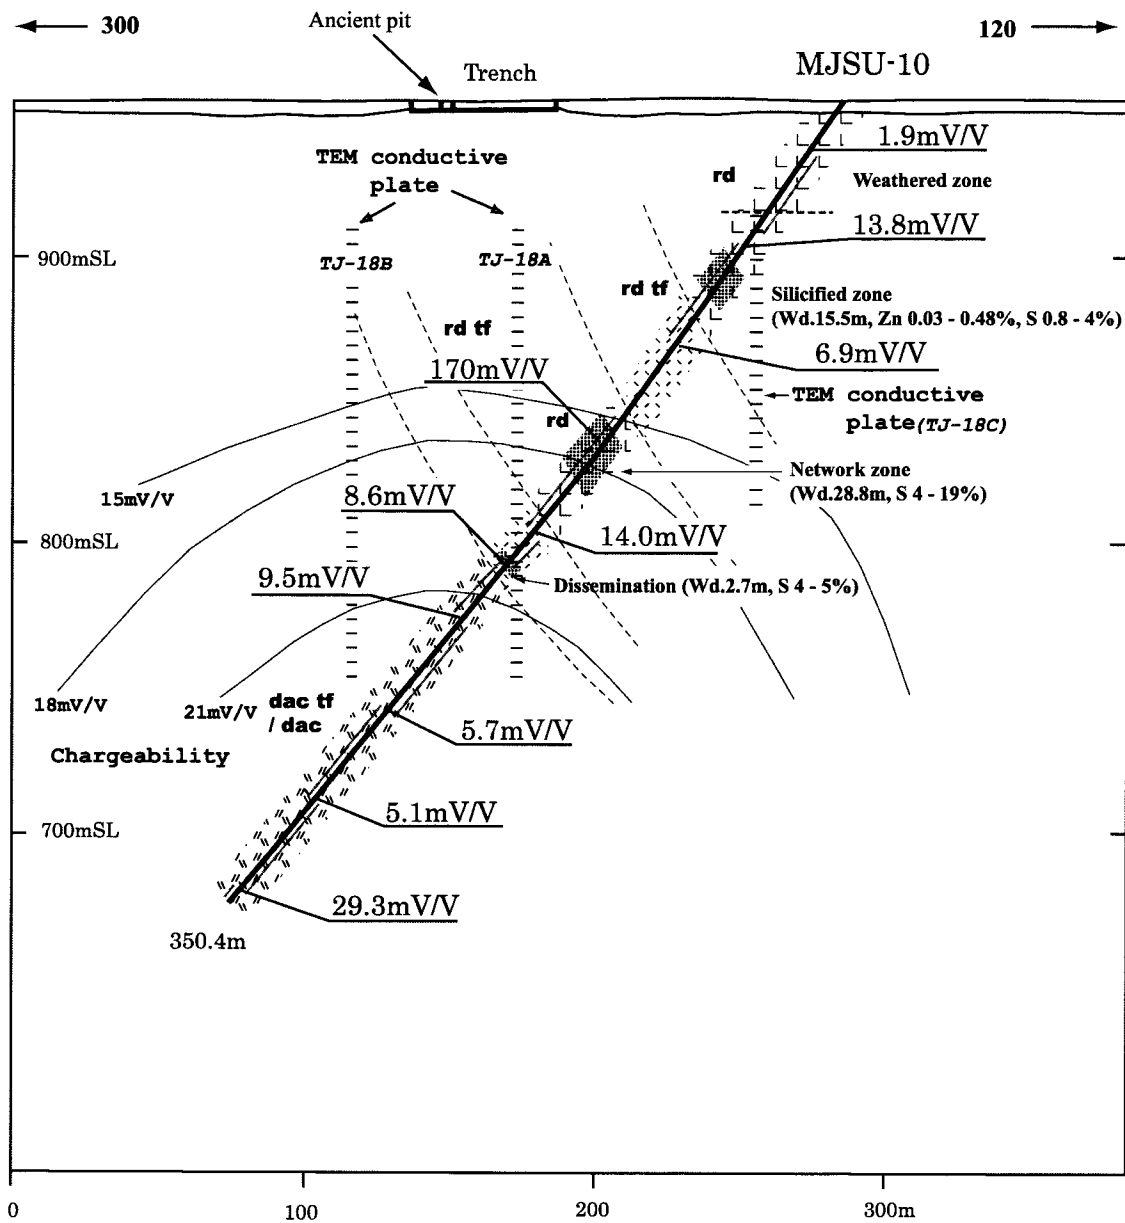 300
Ancient pit
120
Trench
MJSU-10
1.9mV/V
TEM conductive
plate
rd
Weathered zone
13.8mV/V
900mSL
TJ-18B
TJ-18A
rd tf
Silicified zone
(Wd.15.5m, Zn 0.03 - 0.48%, S 0.8 - 4%)
rd tf
6.9mV/V
170mV/V
TEM conductive
plate(TJ-18C)
rd
Network zone
(Wd.28.8m, S 4 - 19%)
15mV/V
8.6mV/V
14.0mV/V
800mSL
9.5mV/V
Dissemination (Wd.2.7m, S 4 - 5%)
18mV/V
21mV/V
dac tf
/ dac
5.7mV/V
Chargeability
5.1mV/V
700mSL
29.3mV/V
350.4m
0
100
200
300m